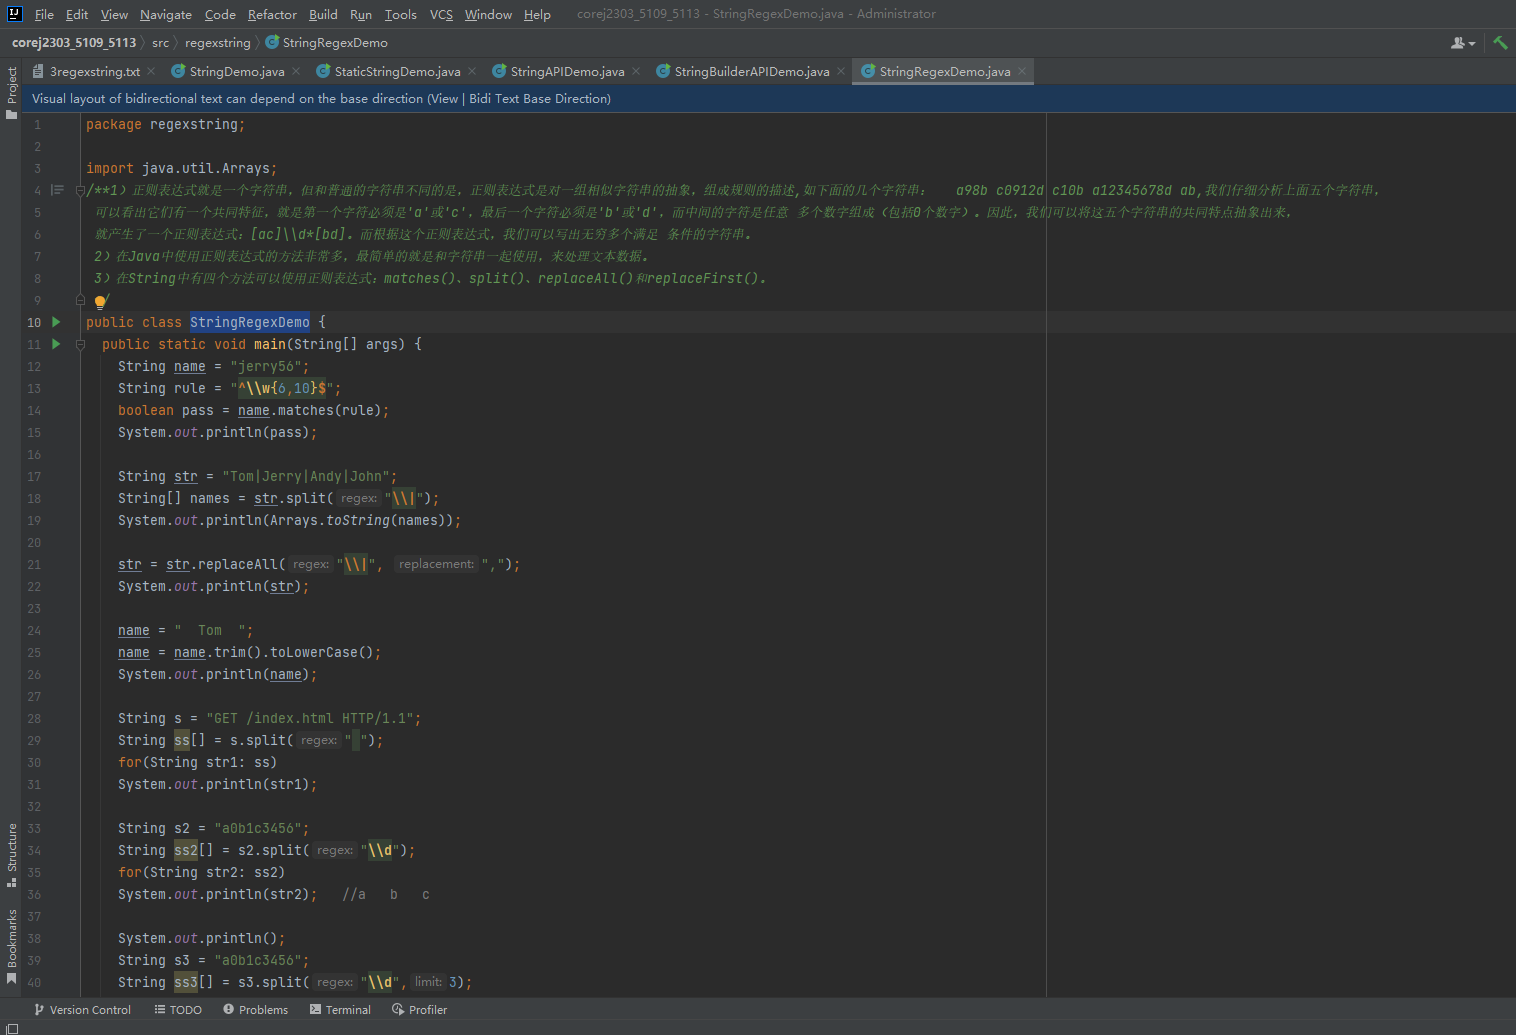 File Edit View Navigate Code Refactor Build Run Tools VCS Window Help corej2303_5109_5113 - StringRegexDemo.java - Administrator
corej2303_5109_5113 src regexstring StringRegexDemo
3regexstring.txt StringDemo.java StaticStringDemo.java StringAPIDemo.java StringBuilderAPIDemo.java StringRegexDemo.java
Visual layout of bidirectional text can depend on the base direction (View | Bidi Text Base Direction)
Project
Structure
Bookmarks
1 package regexstring;
2
3 import java.util.Arrays;
4 /**1）正则表达式就是一个字符串，但和普通的字符串不同的是，正则表达式是对一组相似字符串的抽象，组成规则的描述,如下面的几个字符串： a98b c0912d c10b a12345678d ab,我们仔细分析上面五个字符串，
5 可以看出它们有一个共同特征，就是第一个字符必须是'a'或'c'，最后一个字符必须是'b'或'd'，而中间的字符是任意 多个数字组成（包括0个数字）。因此，我们可以将这五个字符串的共同特点抽象出来，
6 就产生了一个正则表达式：[ac]\\d*[bd]。而根据这个正则表达式，我们可以写出无穷多个满足 条件的字符串。
7 2）在Java中使用正则表达式的方法非常多，最简单的就是和字符串一起使用，来处理文本数据。
8 3）在String中有四个方法可以使用正则表达式：matches()、split()、replaceAll()和replaceFirst()。
9 /
10 public class StringRegexDemo {
11 public static void main(String[] args) {
12 String name = "jerry56";
13 String rule = "^\\w{6,10}$";
14 boolean pass = name.matches(rule);
15 System.out.println(pass);
16
17 String str = "Tom|Jerry|Andy|John";
18 String[] names = str.split( regex: "\\|");
19 System.out.println(Arrays.toString(names));
20
21 str = str.replaceAll( regex: "\\|", replacement: ",");
22 System.out.println(str);
23
24 name = "  Tom  ";
25 name = name.trim().toLowerCase();
26 System.out.println(name);
27
28 String s = "GET /index.html HTTP/1.1";
29 String ss[] = s.split( regex: " ");
30 for(String str1: ss)
31 System.out.println(str1);
32
33 String s2 = "a0b1c3456";
34 String ss2[] = s2.split( regex: "\\d");
35 for(String str2: ss2)
36 System.out.println(str2); //a b c
37
38 System.out.println();
39 String s3 = "a0b1c3456";
40 String ss3[] = s3.split( regex: "\\d", limit: 3);
Version Control TODO Problems Terminal Profiler